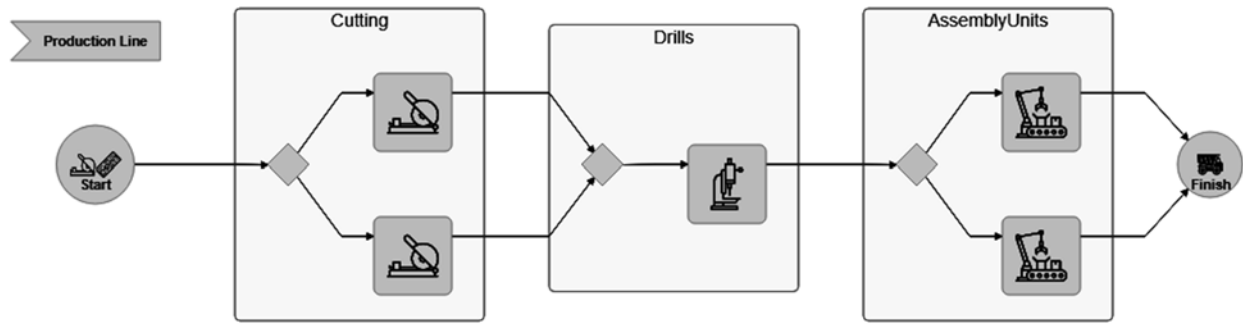 Cutting
Drills
AssemblyUnits
Production Line
Start
Finish